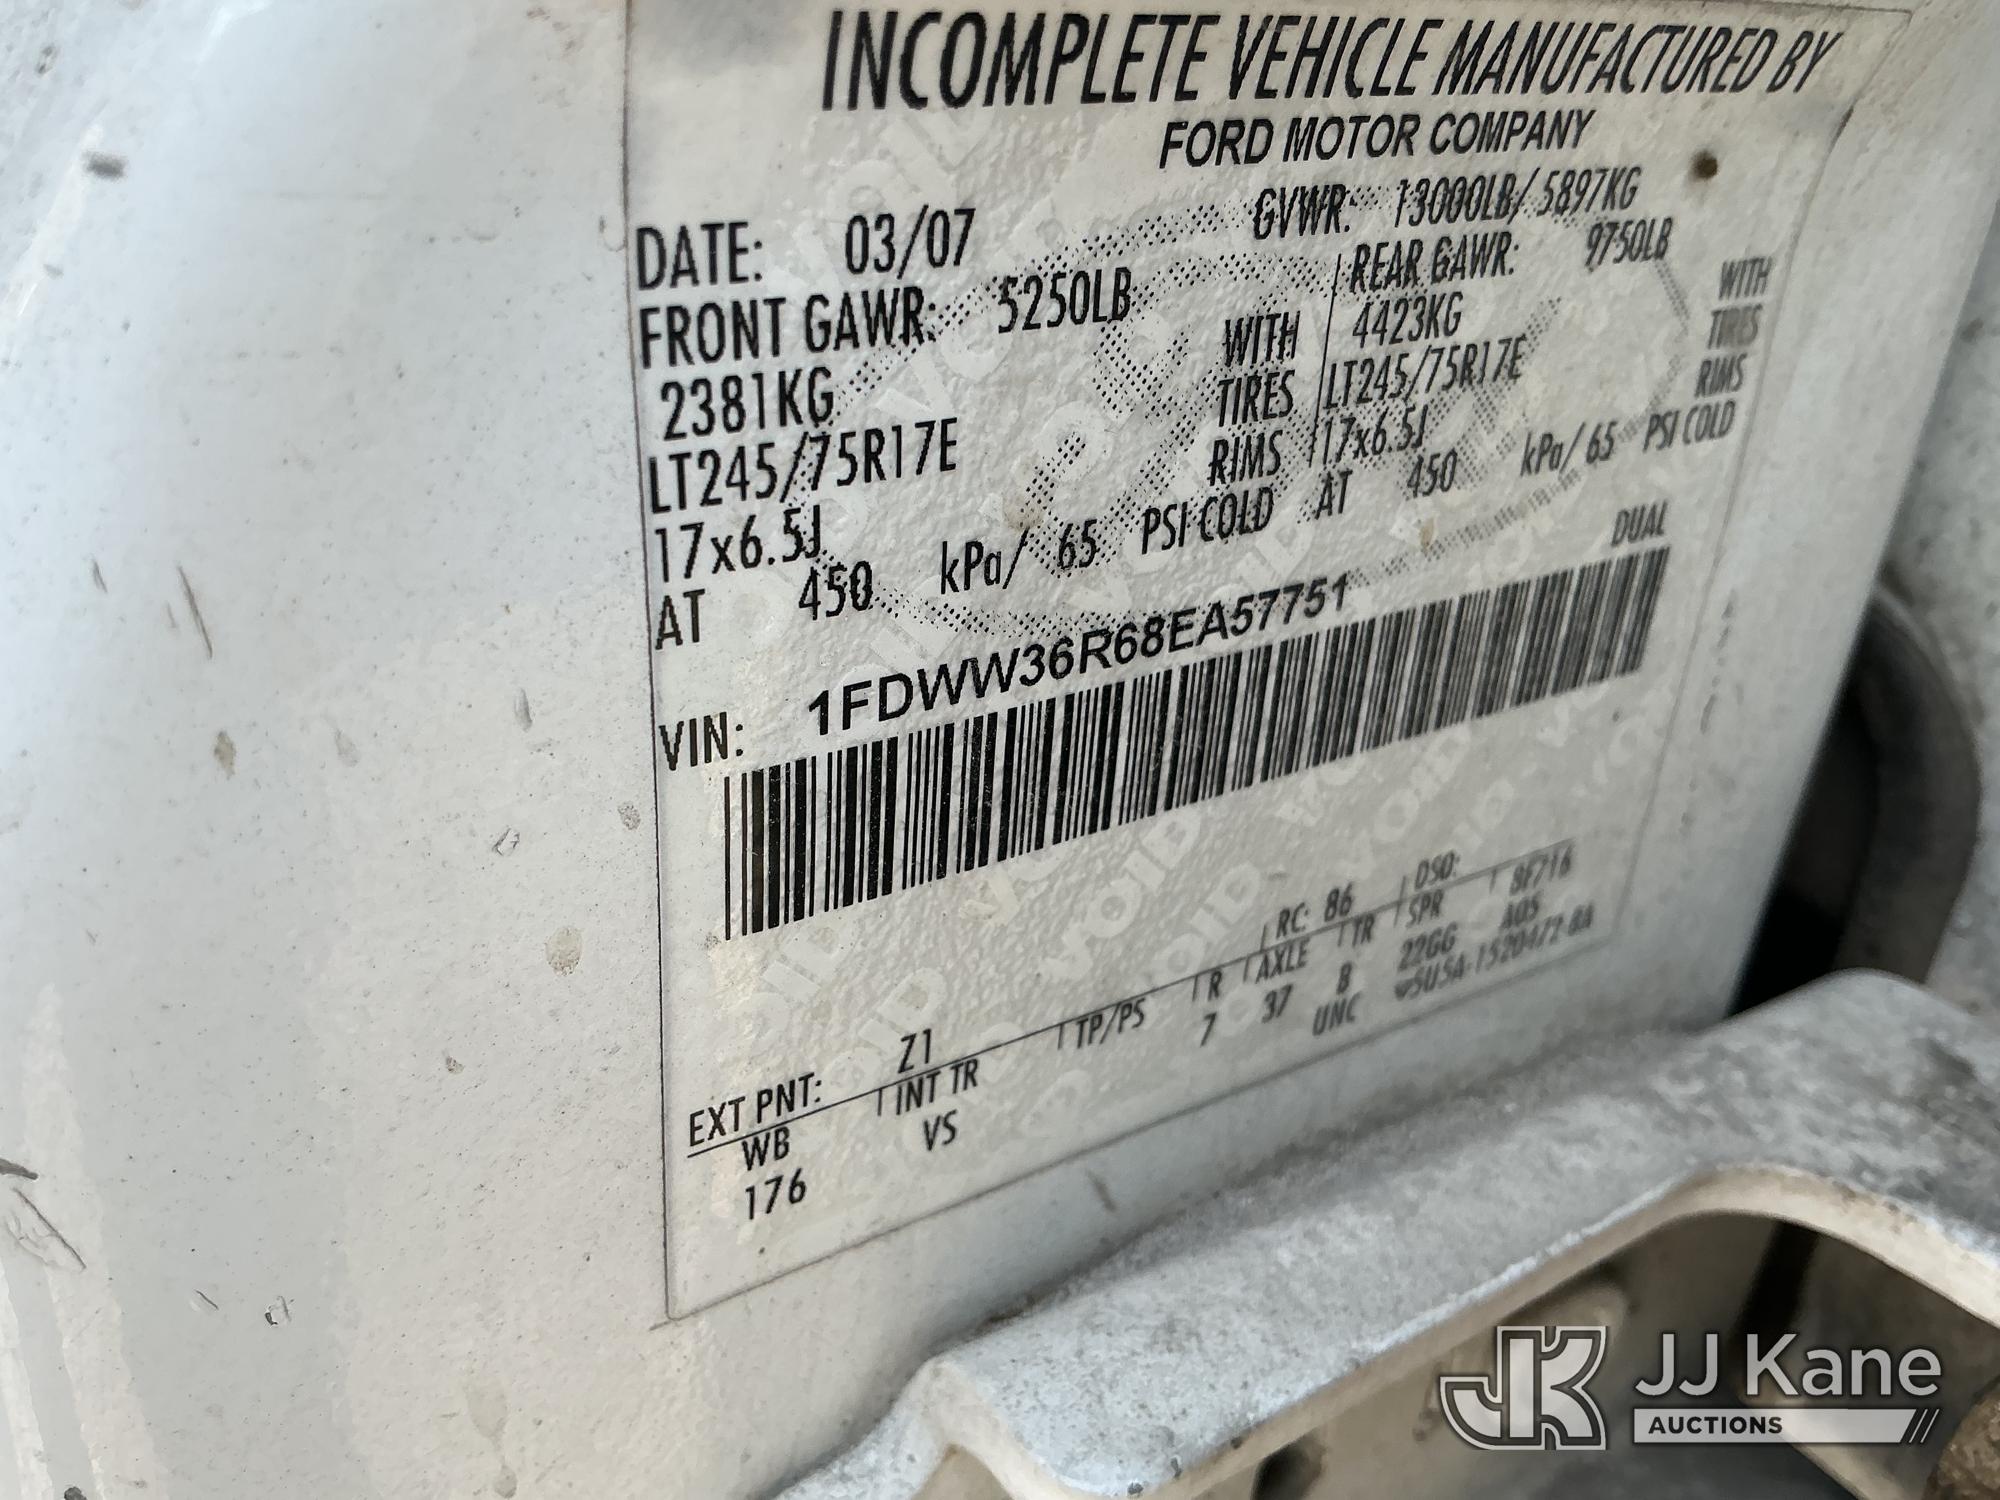 INCOMPLETE VEHICLE MANUFACTURED BY
FORD MOTOR COMPANY
DATE: 03/07 GVWR: 13000LB/ 5897KG
FRONT GAWR: 5250LB REAR GAWR: 9750LB
2381KG WITH 4423KG WITH
LT245/75R17E TIRES LT245/75R17E TIRES
17x6.5J RIMS 17x6.5J RIMS
AT 450 kPa/ 65 PSI COLD AT 450 kPa/ 65 PSI COLD
DUAL
VIN: 1FDWW36R68EA57751
EXT PNT: Z1 RC: 86 DSO:
WB INT TR TP/PS R AXLE TR SPR 8F716
176 VS 7 37 B 22GG A05
UNC
JK JJ Kane
AUCTIONS